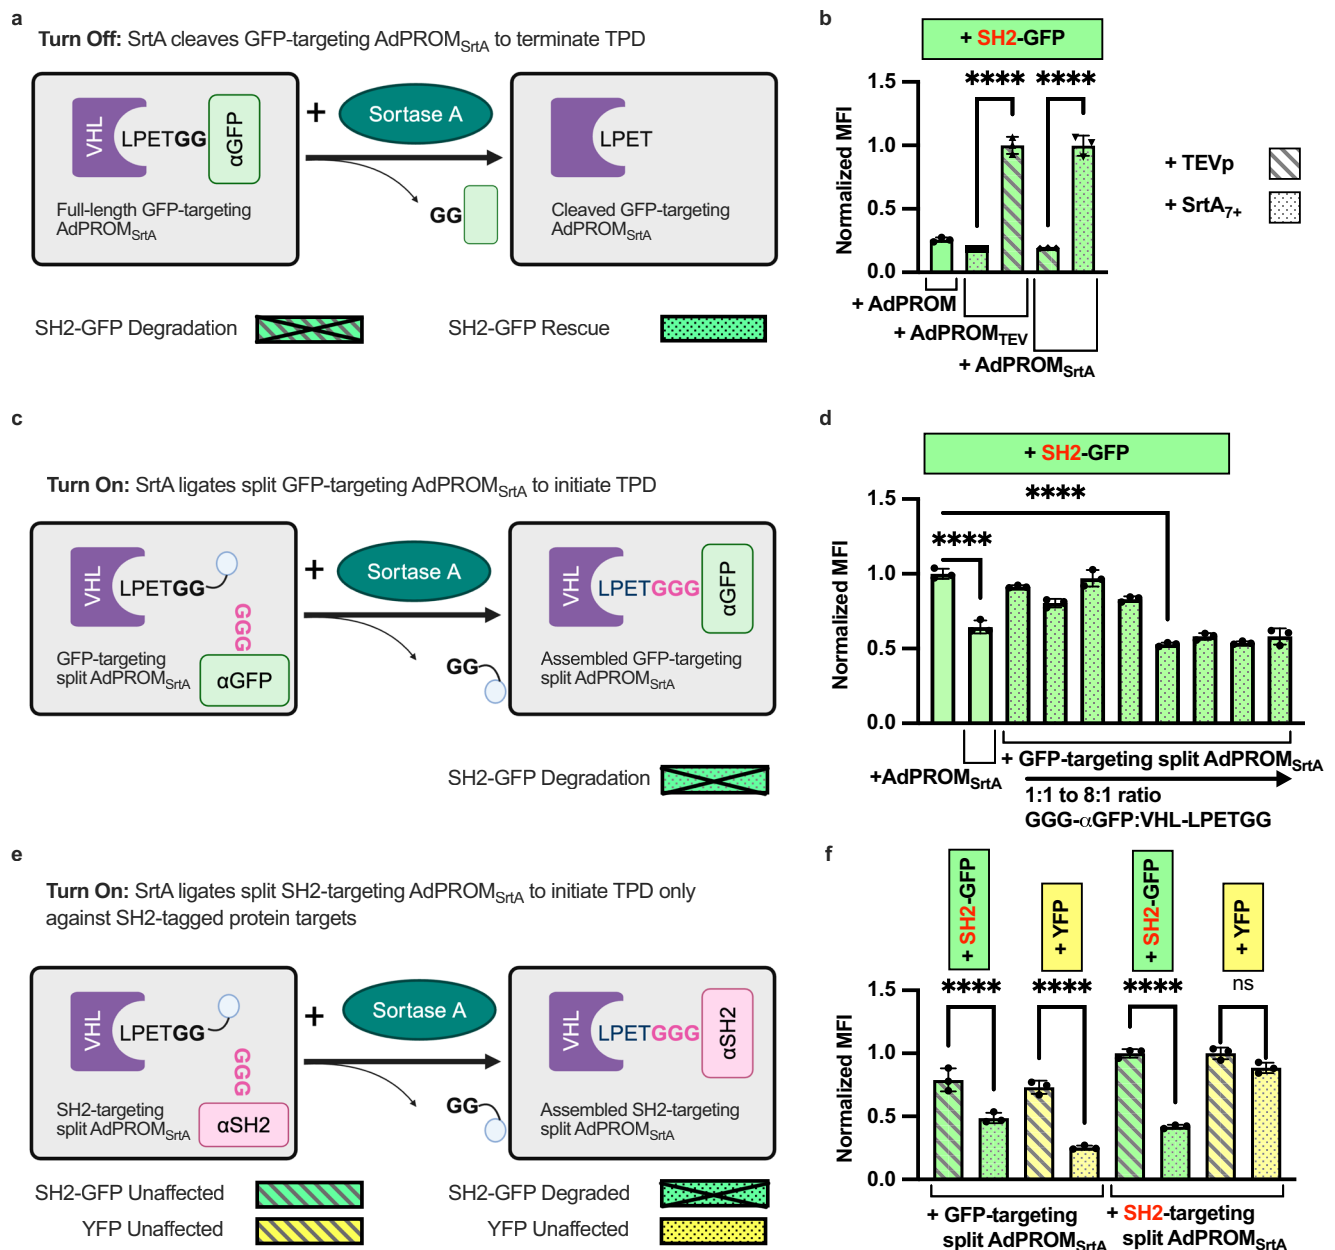 a
Turn Off: SrtA cleaves GFP-targeting AdPROMSrtA to terminate TPD
VHL
LPETGG
αGFP
Full-length GFP-targeting
AdPROMSrtA
+
Sortase A
GG
LPET
Cleaved GFP-targeting
AdPROMSrtA
SH2-GFP Degradation
SH2-GFP Rescue
b
+ SH2-GFP
Normalized MFI
1.5
1.0
0.5
0.0
**** ****
+ AdPROM
+ AdPROMTEV
+ AdPROMSrtA
+ TEVp
+ SrtA7+
c
Turn On: SrtA ligates split GFP-targeting AdPROMSrtA to initiate TPD
VHL
LPETGG
GGG
αGFP
GFP-targeting
split AdPROMSrtA
+
Sortase A
GG
VHL
LPETGGG
αGFP
Assembled GFP-targeting
split AdPROMSrtA
SH2-GFP Degradation
d
+ SH2-GFP
Normalized MFI
1.5
1.0
0.5
0.0
****
****
+AdPROMSrtA
+ GFP-targeting split AdPROMSrtA
1:1 to 8:1 ratio
GGG-αGFP:VHL-LPETGG
e
Turn On: SrtA ligates split SH2-targeting AdPROMSrtA to initiate TPD only
against SH2-tagged protein targets
VHL
LPETGG
GGG
αSH2
SH2-targeting
split AdPROMSrtA
+
Sortase A
GG
VHL
LPETGGG
αSH2
Assembled SH2-targeting
split AdPROMSrtA
SH2-GFP Unaffected
YFP Unaffected
SH2-GFP Degraded
YFP Unaffected
f
+ SH2-GFP
+ YFP
+ SH2-GFP
+ YFP
Normalized MFI
1.5
1.0
0.5
0.0
**** **** **** ns
+ GFP-targeting
split AdPROMSrtA
+ SH2-targeting
split AdPROMSrtA